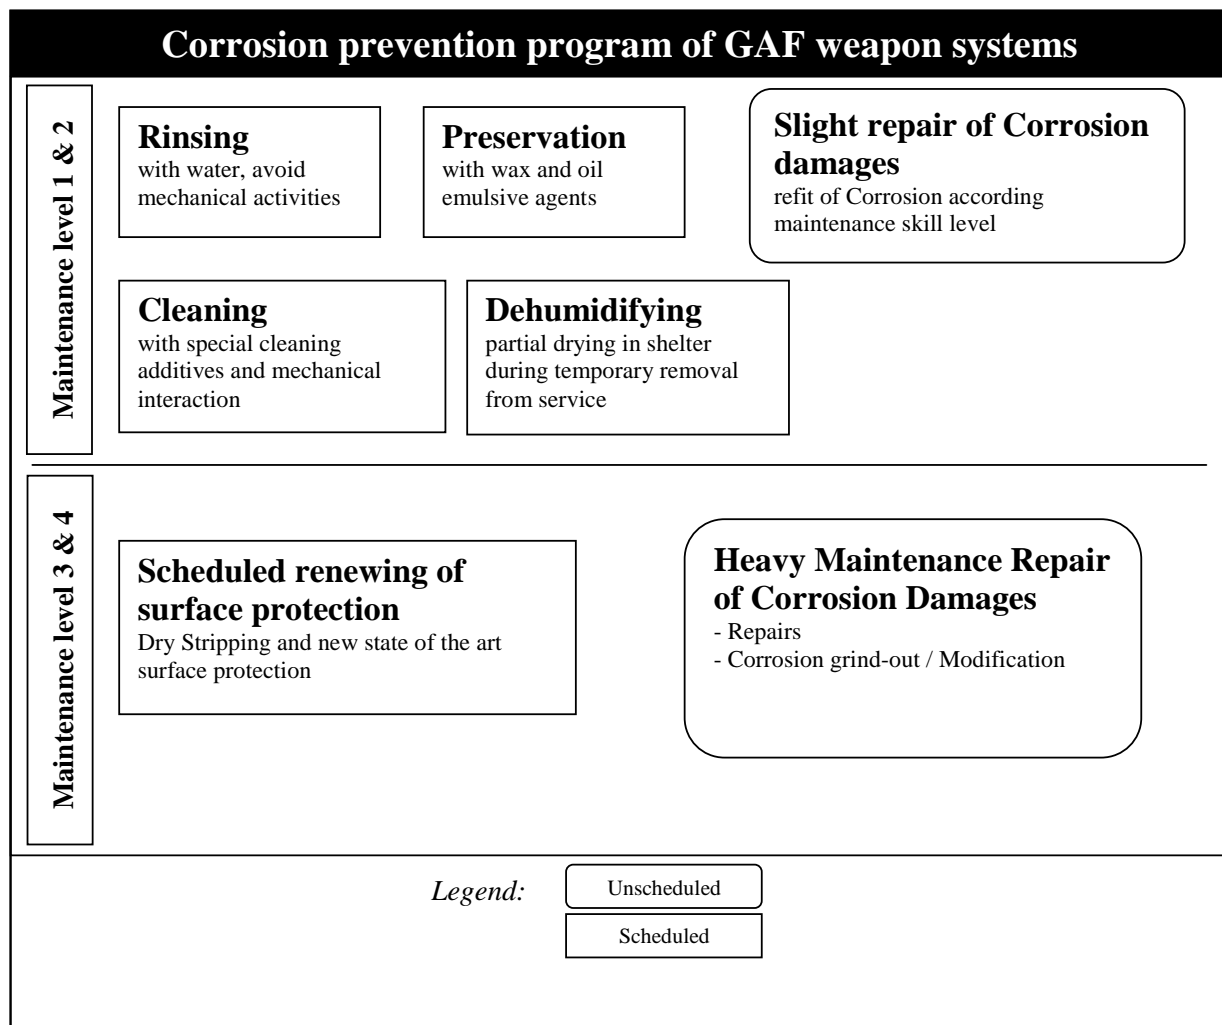 Corrosion prevention program of GAF weapon systems
Maintenance level 1 & 2
Rinsing
with water, avoid
mechanical activities
Preservation
with wax and oil
emulsive agents
Slight repair of Corrosion
damages
refit of Corrosion according
maintenance skill level
Cleaning
with special cleaning
additives and mechanical
interaction
Dehumidifying
partial drying in shelter
during temporary removal
from service
Maintenance level 3 & 4
Scheduled renewing of
surface protection
Dry Stripping and new state of the art
surface protection
Heavy Maintenance Repair
of Corrosion Damages
- Repairs
- Corrosion grind-out / Modification
Legend:
Unscheduled
Scheduled